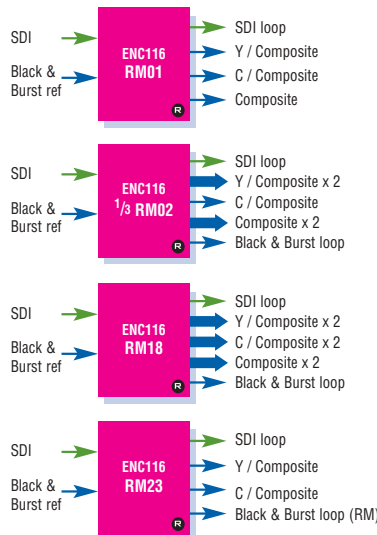 SDI
Black &
Burst ref
ENC116
RM01
R
SDI loop
Y / Composite
C / Composite
Composite
SDI
Black &
Burst ref
ENC116
1/3 RM02
R
SDI loop
Y / Composite x 2
C / Composite
Composite x 2
Black & Burst loop
SDI
Black &
Burst ref
ENC116
RM18
R
SDI loop
Y / Composite x 2
C / Composite x 2
Composite x 2
Black & Burst loop
SDI
Black &
Burst ref
ENC116
RM23
R
SDI loop
Y / Composite
C / Composite
Black & Burst loop (RM)